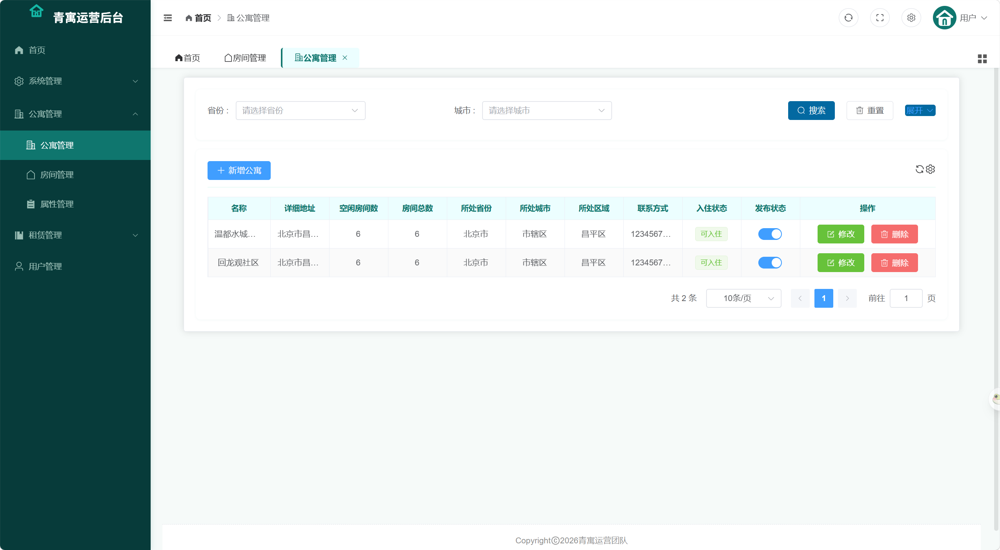 青寓运营后台
首页
系统管理
公寓管理
公寓管理
房间管理
属性管理
租赁管理
用户管理
首页 公寓管理
用户
首页 房间管理 公寓管理
省份： 请选择省份 城市： 请选择城市 搜索 重置 展开
新增公寓
名称 详细地址 空闲房间数 房间总数 所处省份 所处城市 所处区域 联系方式 入住状态 发布状态 操作
温都水城... 北京市昌... 6 6 北京市 市辖区 昌平区 1234567... 可入住 修改 删除
回龙观社区 北京市昌... 6 6 北京市 市辖区 昌平区 1234567... 可入住 修改 删除
共 2 条 10条/页 1 前往 1 页
Copyrightⓒ2026青寓运营团队